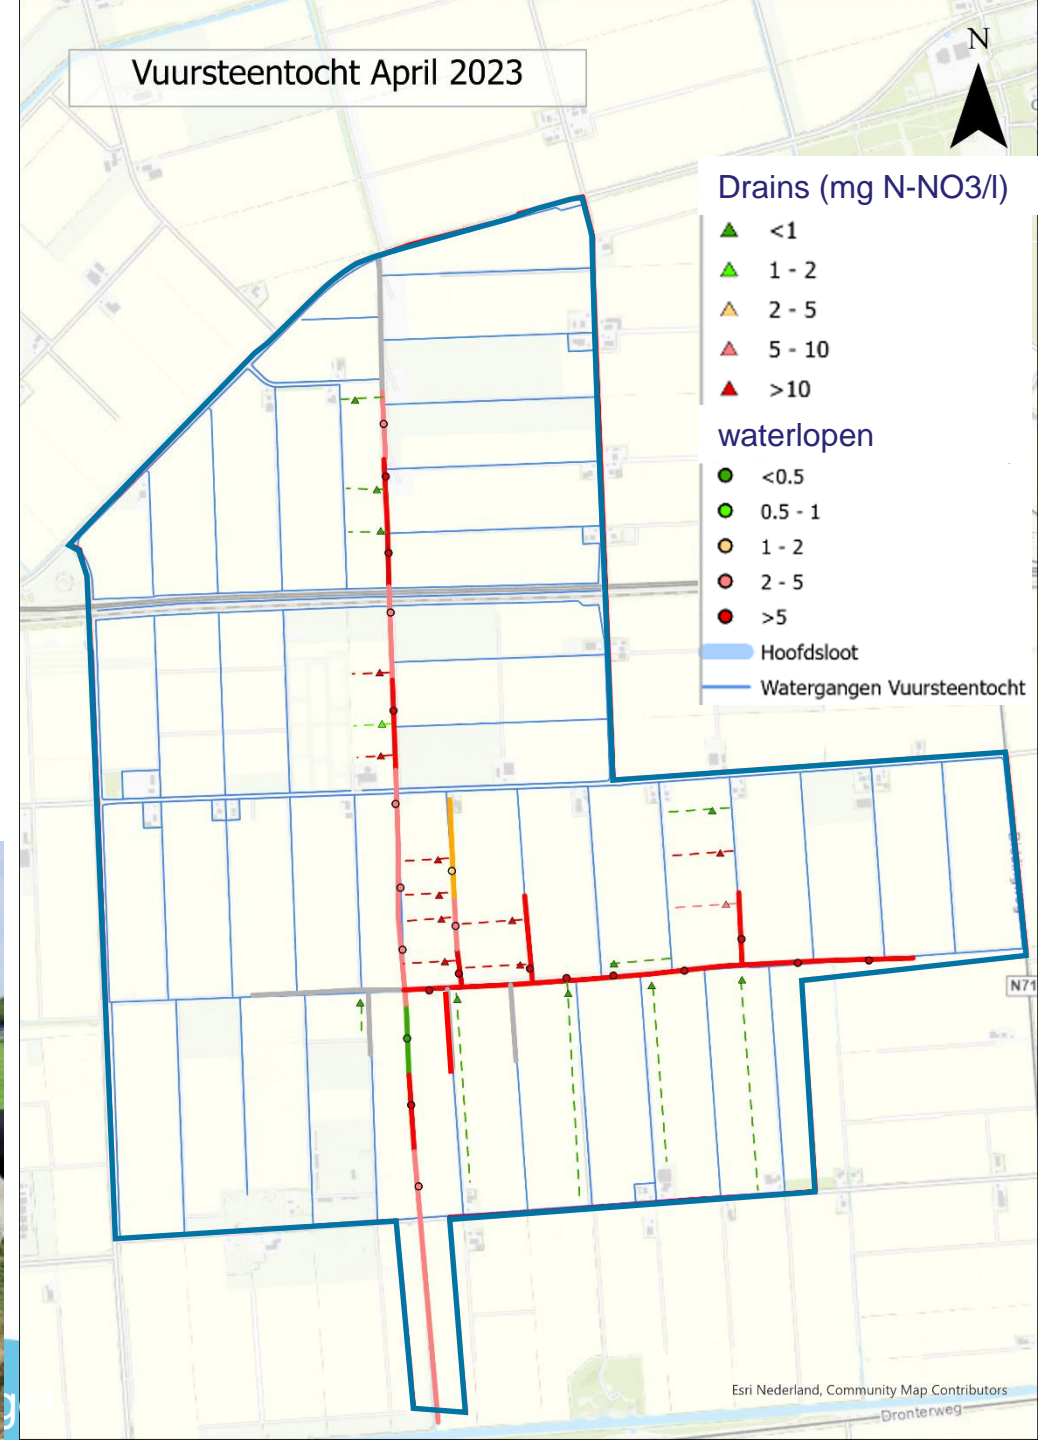 Vuursteentocht April 2023
N
Drains (mg N-NO3/l)
<1
1 - 2
2 - 5
5 - 10
>10
waterlopen
<0.5
0.5 - 1
1 - 2
2 - 5
>5
Hoofdsloot
Watergangen Vuursteentocht
N71
Esri Nederland, Community Map Contributors
Dronterweg